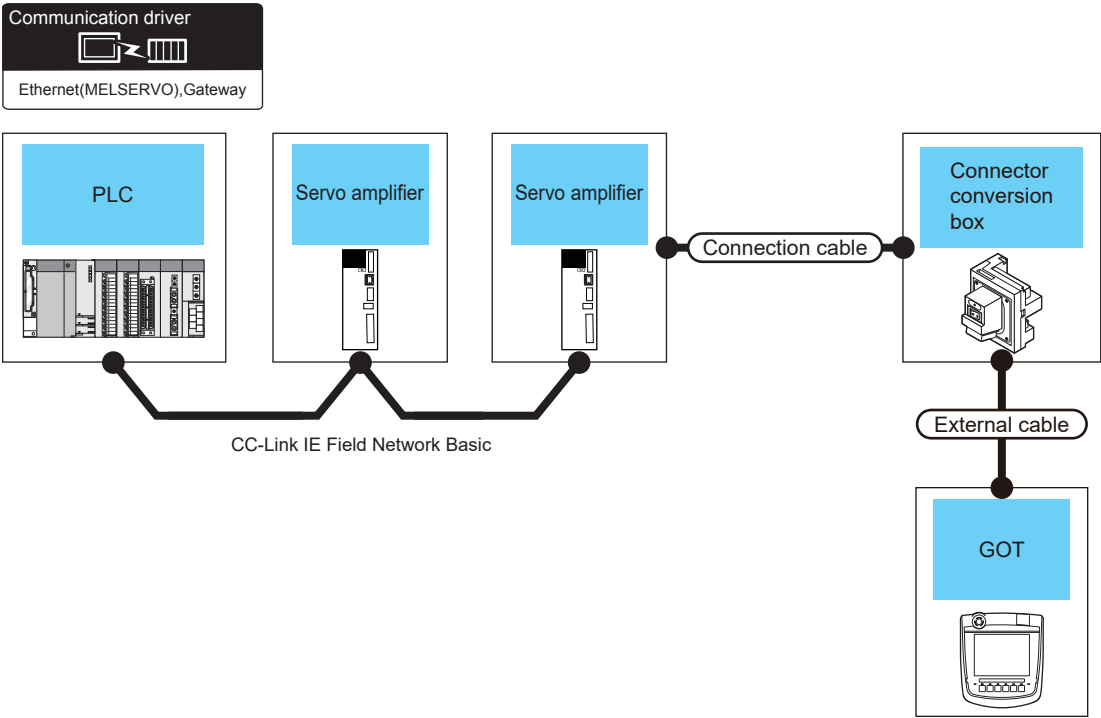 Communication driver
Ethernet(MELSERVO),Gateway
PLC
Servo amplifier
Servo amplifier
Connection cable
Connector
conversion
box
CC-Link IE Field Network Basic
External cable
GOT